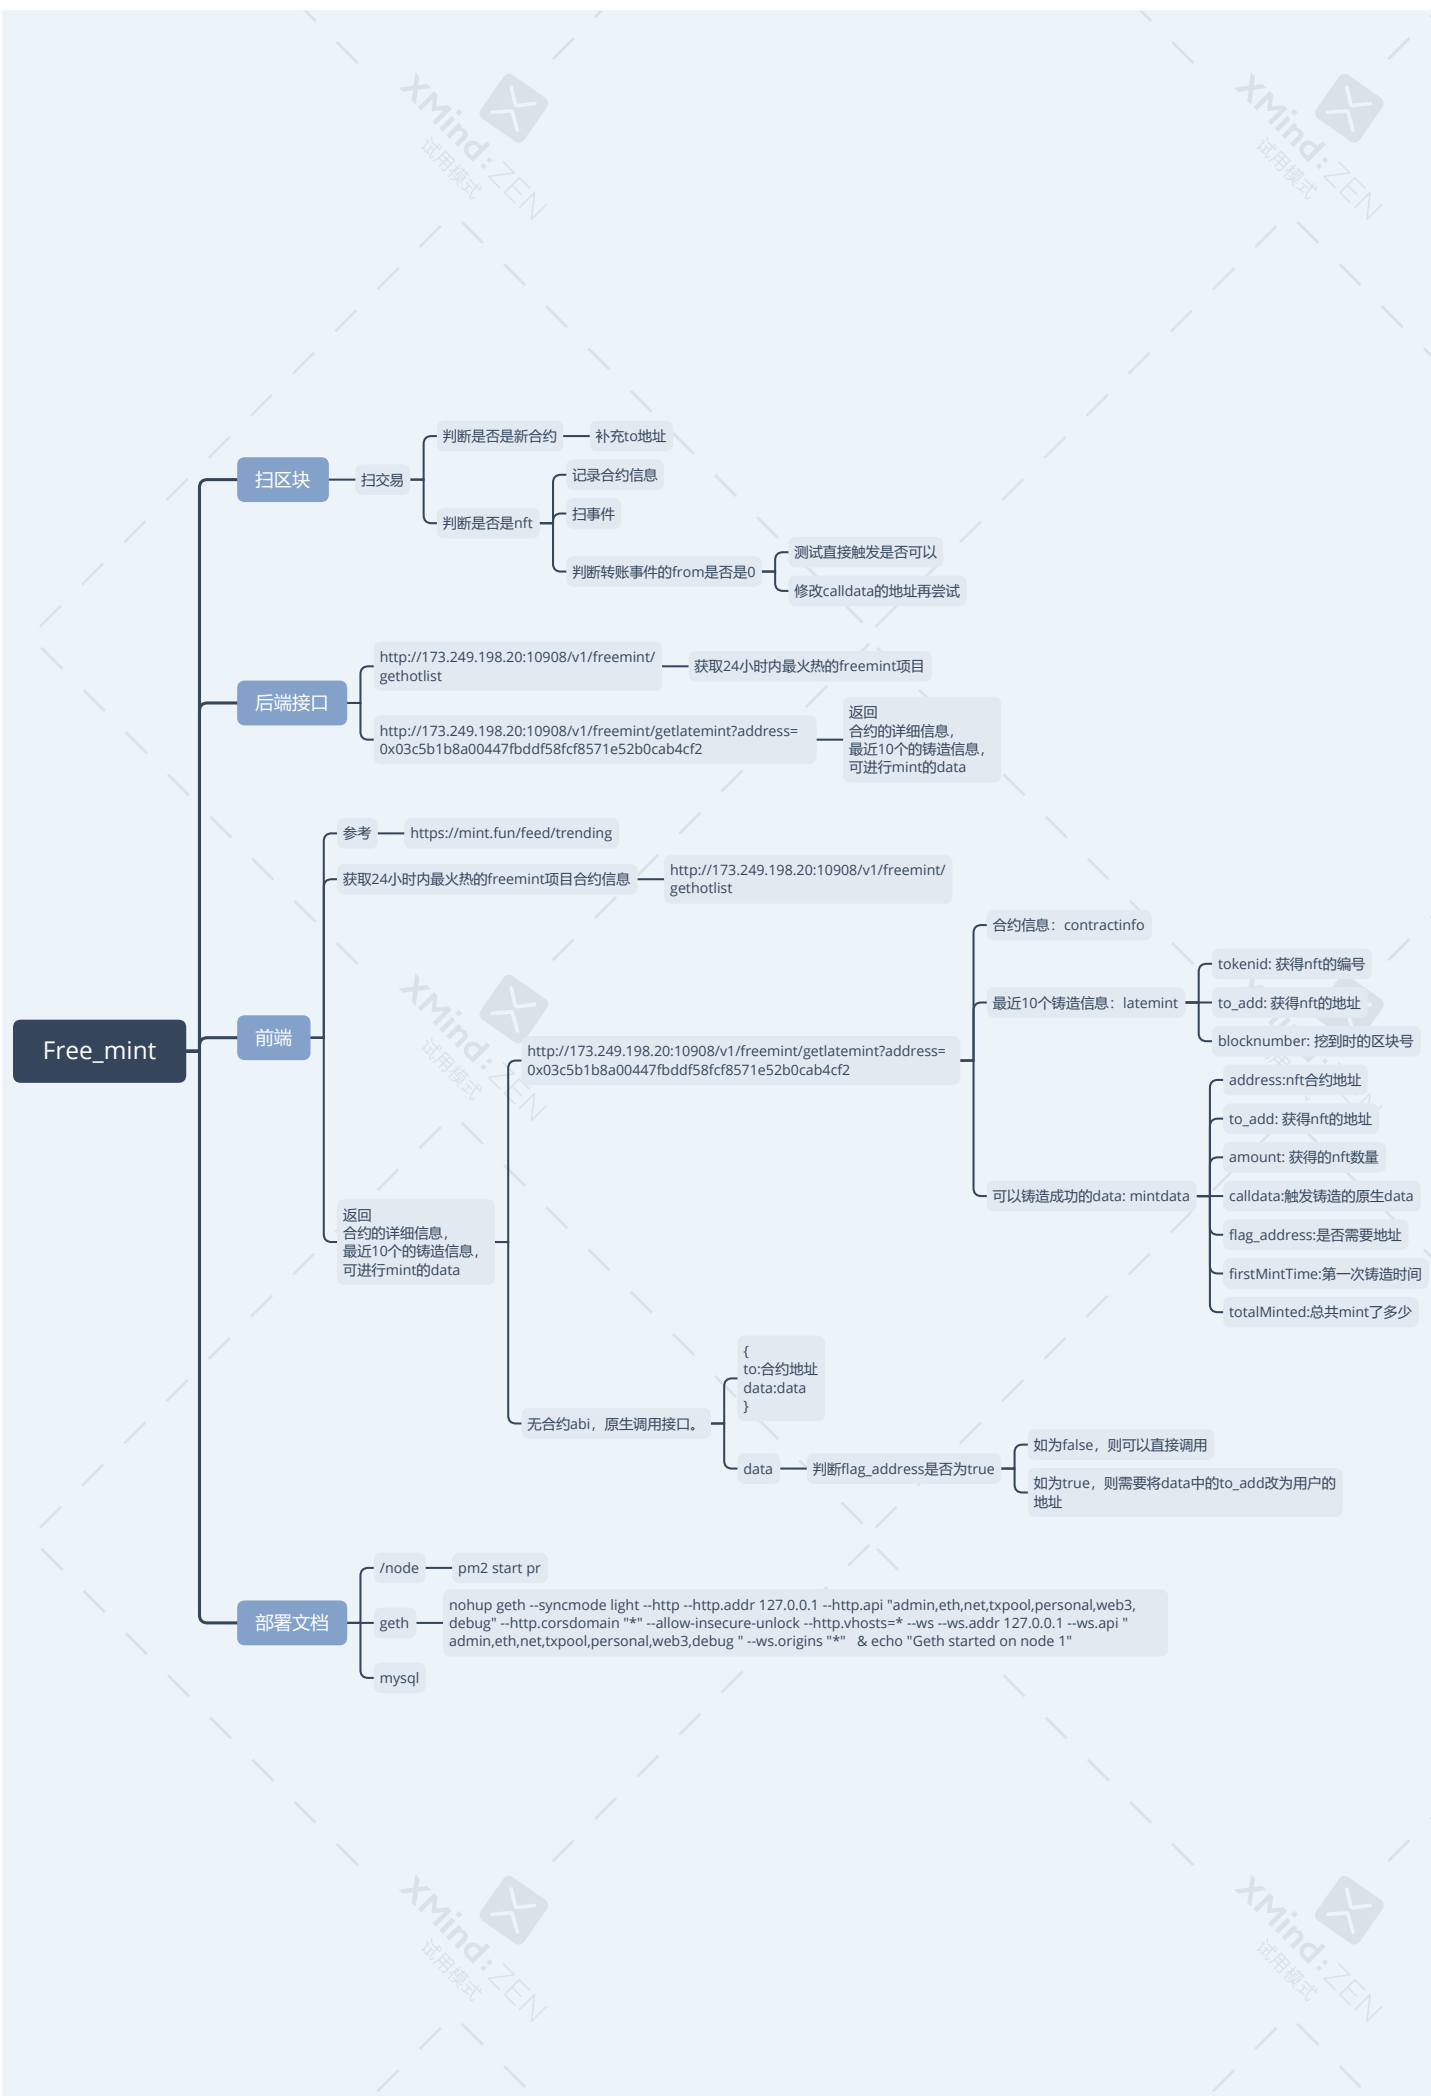 XMind:ZEN
试用模式
XMind:ZEN
试用模式
Free_mint
扫区块
扫交易
判断是否是新合约
补充to地址
判断是否是nft
记录合约信息
扫事件
判断转账事件的from是否是0
测试直接触发是否可以
修改calldata的地址再尝试
后端接口
http://173.249.198.20:10908/v1/freemint/
gethotlist
获取24小时内最火热的freemint项目
http://173.249.198.20:10908/v1/freemint/getlatemint?address=
0x03c5b1b8a00447fbddf58fcf8571e52b0cab4cf2
返回
合约的详细信息，
最近10个的铸造信息，
可进行mint的data
前端
参考
https://mint.fun/feed/trending
获取24小时内最火热的freemint项目合约信息
http://173.249.198.20:10908/v1/freemint/
gethotlist
返回
合约的详细信息，
最近10个的铸造信息，
可进行mint的data
http://173.249.198.20:10908/v1/freemint/getlatemint?address=
0x03c5b1b8a00447fbddf58fcf8571e52b0cab4cf2
合约信息：contractinfo
最近10个铸造信息：latemint
tokenid: 获得nft的编号
to_add: 获得nft的地址
blocknumber: 挖到时的区块号
可以铸造成功的data: mintdata
address:nft合约地址
to_add: 获得nft的地址
amount: 获得的nft数量
calldata:触发铸造的原生data
flag_address:是否需要地址
firstMintTime:第一次铸造时间
totalMinted:总共mint了多少
无合约abi，原生调用接口。
{
to:合约地址
data:data
}
data
判断flag_address是否为true
如为false，则可以直接调用
如为true，则需要将data中的to_add改为用户的
地址
部署文档
/node
pm2 start pr
geth
nohup geth --syncmode light --http --http.addr 127.0.0.1 --http.api "admin,eth,net,txpool,personal,web3,
debug" --http.corsdomain "*" --allow-insecure-unlock --http.vhosts=* --ws --ws.addr 127.0.0.1 --ws.api "
admin,eth,net,txpool,personal,web3,debug " --ws.origins "*"   & echo "Geth started on node 1"
mysql
XMind:ZEN
试用模式
XMind:ZEN
试用模式